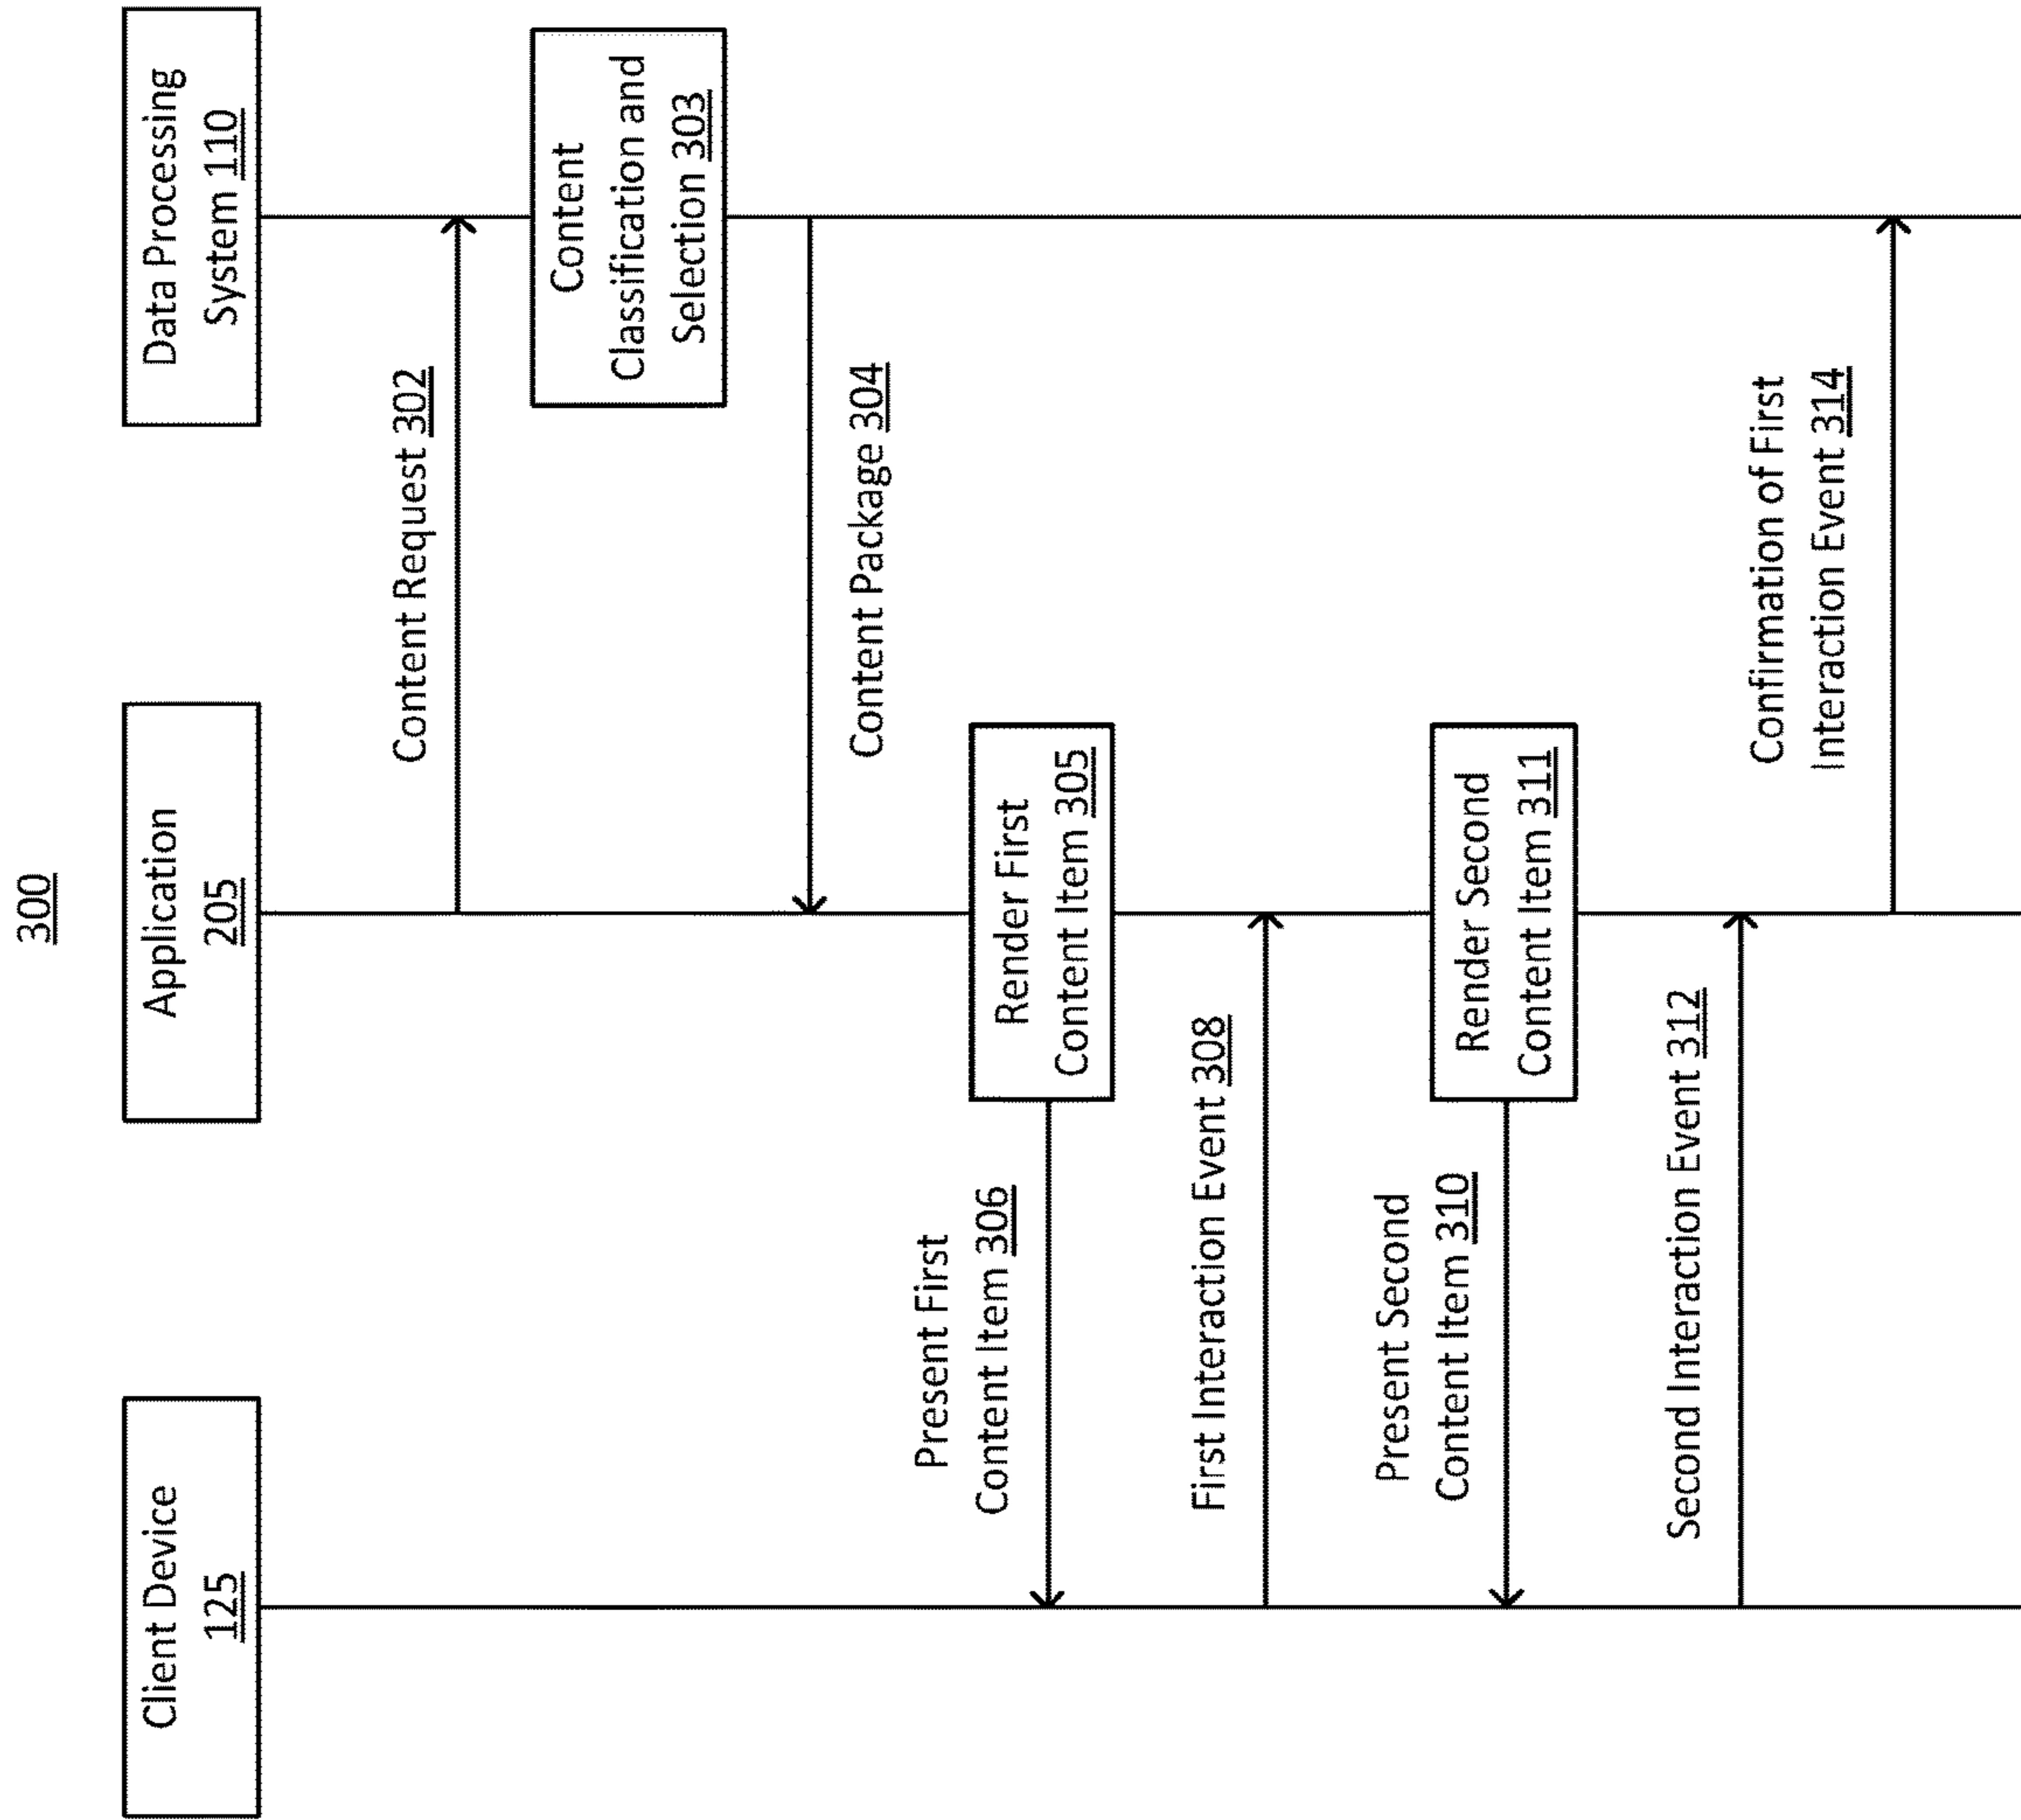 300
Client Device
125
Application
205
Data Processing
System 110
Content Request 302
Content
Classification and
Selection 303
Content Package 304
Render First
Content Item 305
Present First
Content Item 306
First Interaction Event 308
Render Second
Content Item 311
Present Second
Content Item 310
Second Interaction Event 312
Confirmation of First
Interaction Event 314